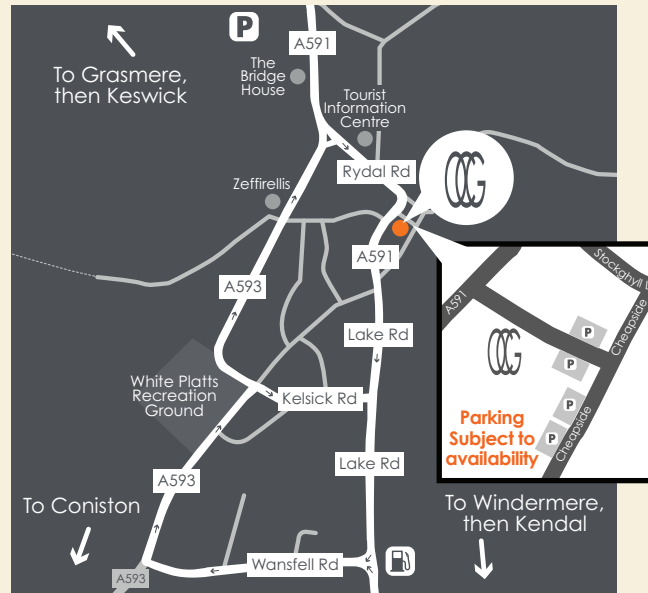 P
A591
To Grasmere,
then Keswick
The
Bridge
House
Tourist
Information
Centre
Rydal Rd
OCG
Zeffirellis
A591
A593
Stockghyll
A591
Cheapside
Lake Rd
OCG
P
P
P
P
Cheapside
Parking
Subject to
availability
White Platts
Recreation
Ground
Kelsick Rd
Lake Rd
A593
To Coniston
To Windermere,
then Kendal
Wansfell Rd
A593